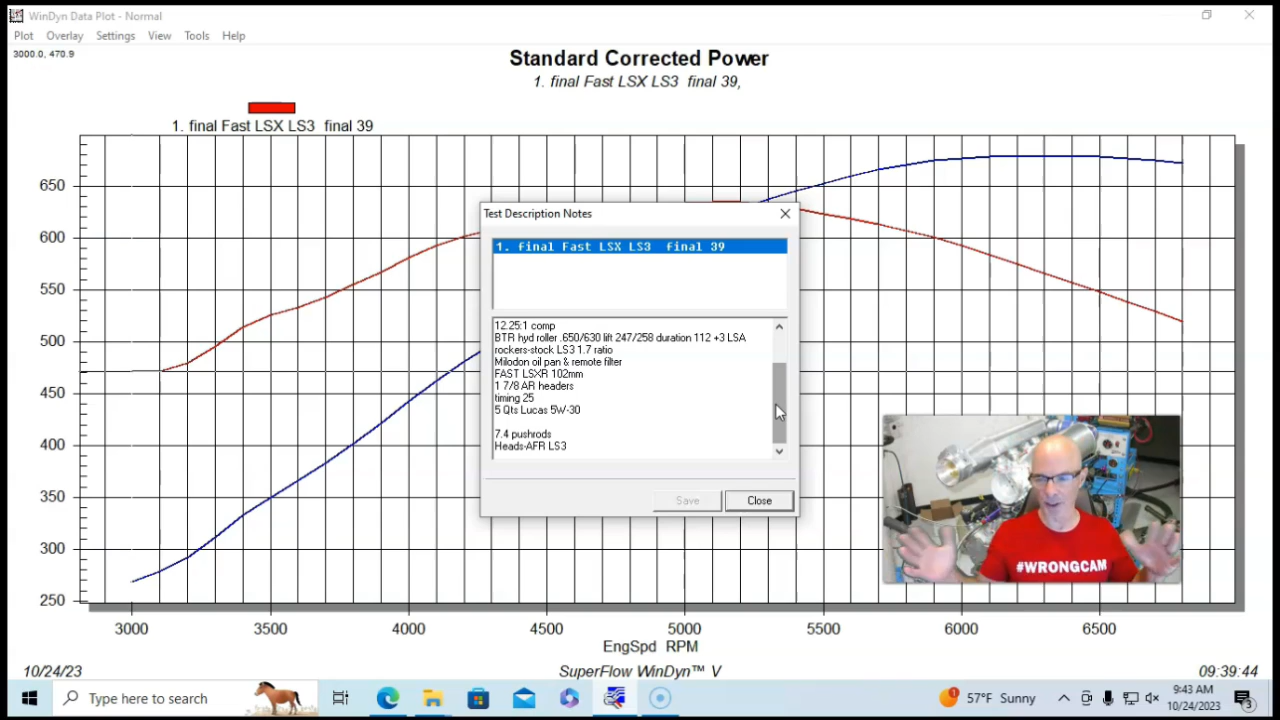 WinDyn Data Plot - Normal
Plot Overlay Settings View Tools Help
3000.0, 470.9
Standard Corrected Power
1. final Fast LSX LS3 final 39,
1. final Fast LSX LS3 final 39
650
600
550
500
450
400
350
300
250
Test Description Notes
1. final Fast LSX LS3 final 39
12.25:1 comp
BTR hyd roller .650/630 lift 247/258 duration 112 +3 LSA
rockers-stock LS3 1.7 ratio
Milodon oil pan & remote filter
FAST LSXR 102mm
1 7/8 AR headers
timing 25
5 Qts Lucas 5W-30
7.4 pushrods
Heads-AFR LS3
Save Close
#WRONGCAM
3000 3500 4000 4500 5000 5500 6000 6500
EngSpd RPM
10/24/23 SuperFlow WinDyn™ V 09:39:44
Type here to search
1 57°F Sunny
9:43 AM
10/24/2023
3